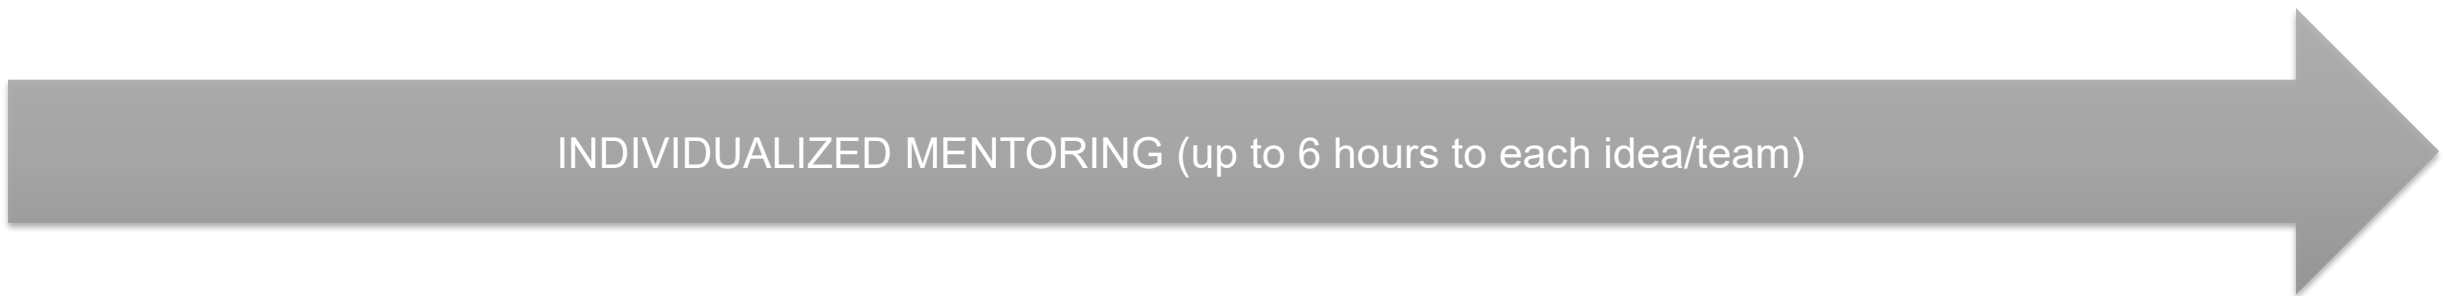 INDIVIDUALIZED MENTORING (up to 6 hours to each idea/team)